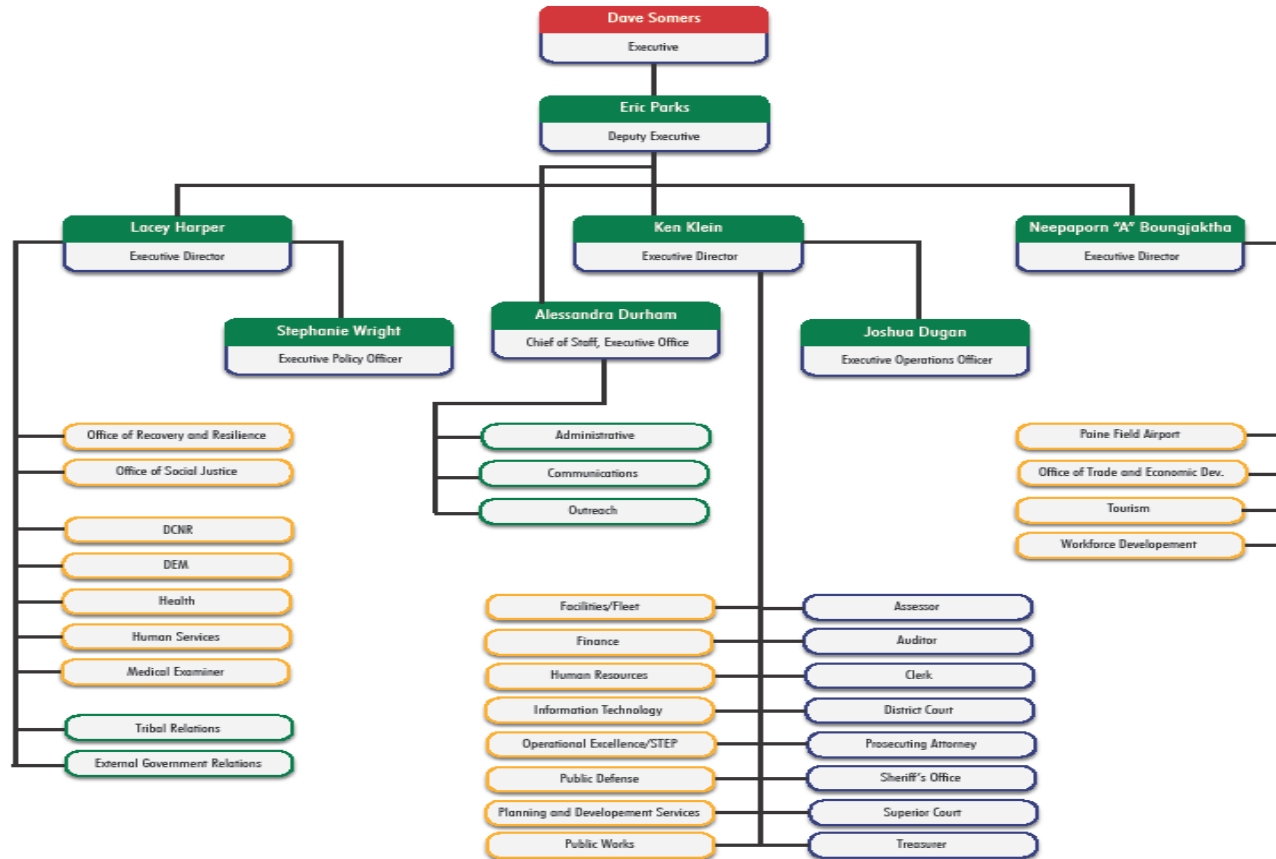 Dave Somers
Executive
Eric Parks
Deputy Executive
Lacey Harper
Executive Director
Ken Klein
Executive Director
Neepaporn "A" Boungjaktha
Executive Director
Stephanie Wright
Executive Policy Officer
Alessandra Durham
Chief of Staff, Executive Office
Joshua Dugan
Executive Operations Officer
Office of Recovery and Resilience
Office of Social Justice
DCNR
DEM
Health
Human Services
Medical Examiner
Tribal Relations
External Government Relations
Administrative
Communications
Outreach
Paine Field Airport
Office of Trade and Economic Dev.
Tourism
Workforce Developement
Facilities/Fleet
Finance
Human Resources
Information Technology
Operational Excellence/STEP
Public Defense
Planning and Developement Services
Public Works
Assessor
Auditor
Clerk
District Court
Prosecuting Attorney
Sheriff's Office
Superior Court
Treasurer